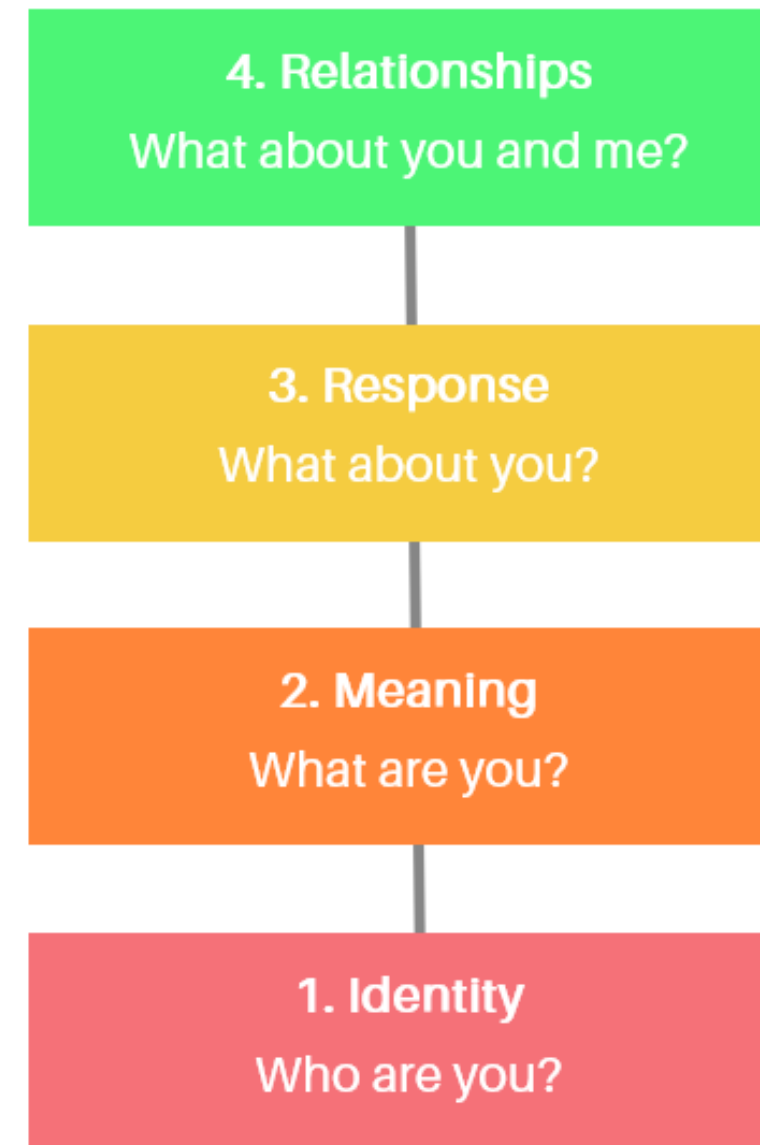 4. Relationships
What about you and me?
3. Response
What about you?
2. Meaning
What are you?
1. Identity
Who are you?